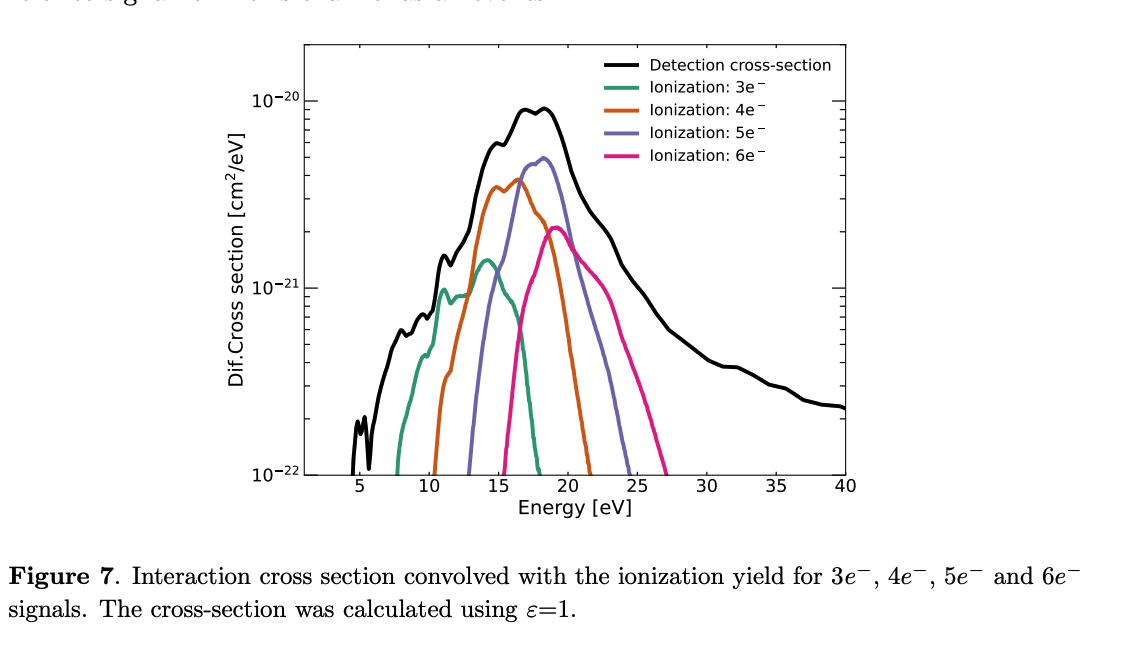 Detection cross-section
Ionization: 3e⁻
Ionization: 4e⁻
Ionization: 5e⁻
Ionization: 6e⁻
10⁻²⁰
10⁻²¹
10⁻²²
Dif.Cross section [cm²/eV]
5 10 15 20 25 30 35 40
Energy [eV]
Figure 7. Interaction cross section convolved with the ionization yield for 3e⁻, 4e⁻, 5e⁻ and 6e⁻
signals. The cross-section was calculated using ε=1.